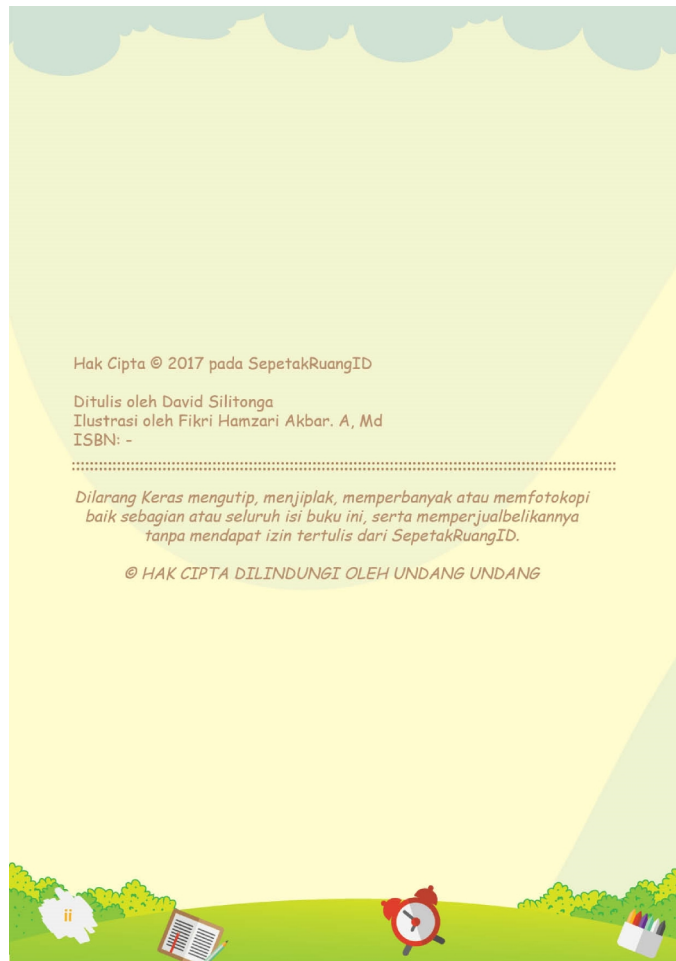 Hak Cipta © 2017 pada SepetakRuangID
Ditulis oleh David Silitonga
Ilustrasi oleh Fikri Hamzari Akbar. A, Md
ISBN: -
Dilarang Keras mengutip, menjiplak, memperbanyak atau memfotokopi
baik sebagian atau seluruh isi buku ini, serta memperjualbelikannya
tanpa mendapat izin tertulis dari SepetakRuangID.
© HAK CIPTA DILINDUNGI OLEH UNDANG UNDANG
ii